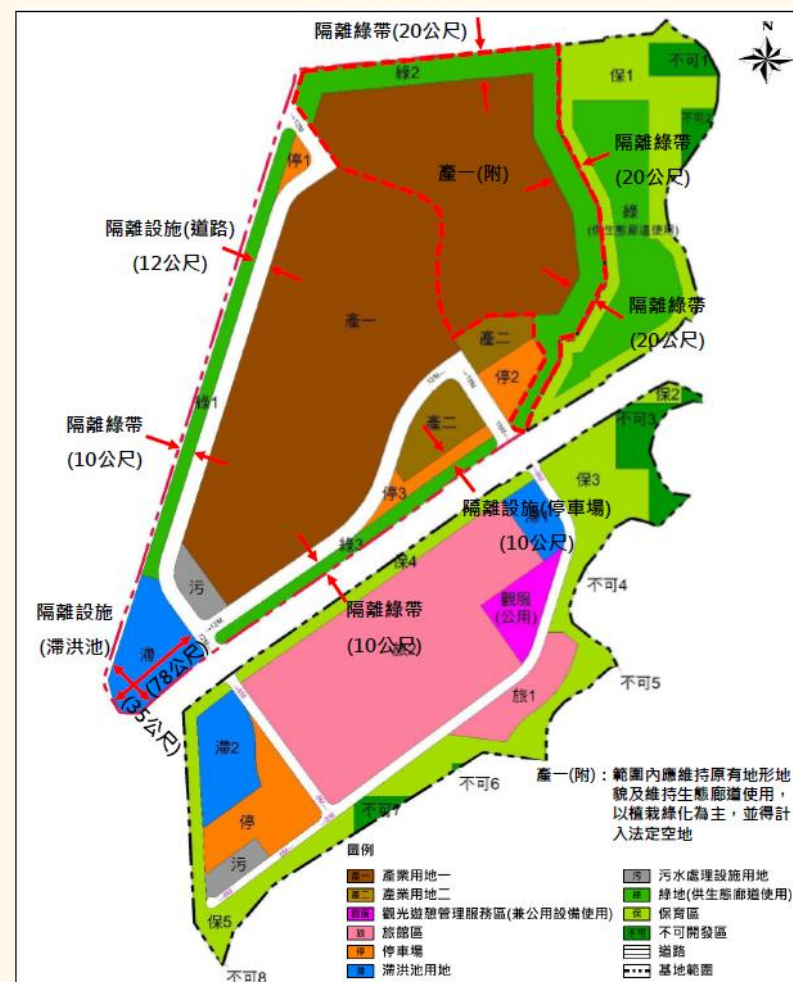 隔離綠帶(20公尺)
N
綠2
保1
不可1
不可2
→12M
停1
產一(附)
隔離綠帶
(20公尺)
綠
(供生態廊道使用)
隔離設施(道路)
(12公尺)
隔離綠帶
(20公尺)
產一
產二
停2
12M→
→10M
10M→
保2
綠1
產二
不可3
隔離綠帶
(10公尺)
停3
保3
隔離設施(停車場)
(10公尺)
滯1
綠3
保4
不可4
污
觀服
(公用)
隔離設施
(滯洪池)
隔離綠帶
(10公尺)
12M
→12M
旅2
滯
(78公尺)
(35公尺)
旅1
不可5
滯2
停
產一(附):範圍內應維持原有地形地
貌及維持生態廊道使用,
以植栽綠化為主,並得計
入法定空地
不可6
不可7
污
保5
不可8
圖例
產一 產業用地一
產二 產業用地二
觀服 觀光遊憩管理服務區(兼公用設備使用)
旅 旅館區
停 停車場
滯 滯洪池用地
污 污水處理設施用地
綠 綠地(供生態廊道使用)
保 保育區
不可 不可開發區
道路
基地範圍